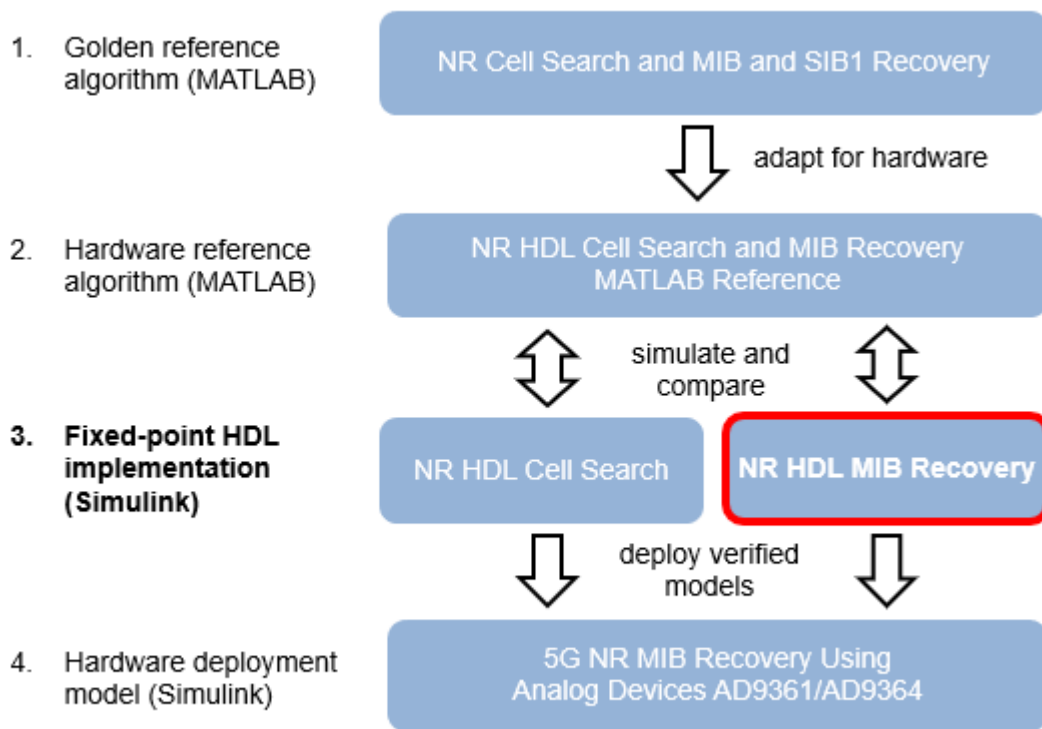 1. Golden reference
algorithm (MATLAB)
NR Cell Search and MIB and SIB1 Recovery
adapt for hardware
2. Hardware reference
algorithm (MATLAB)
NR HDL Cell Search and MIB Recovery
MATLAB Reference
simulate and
compare
3. Fixed-point HDL
implementation
(Simulink)
NR HDL Cell Search
NR HDL MIB Recovery
deploy verified
models
4. Hardware deployment
model (Simulink)
5G NR MIB Recovery Using
Analog Devices AD9361/AD9364